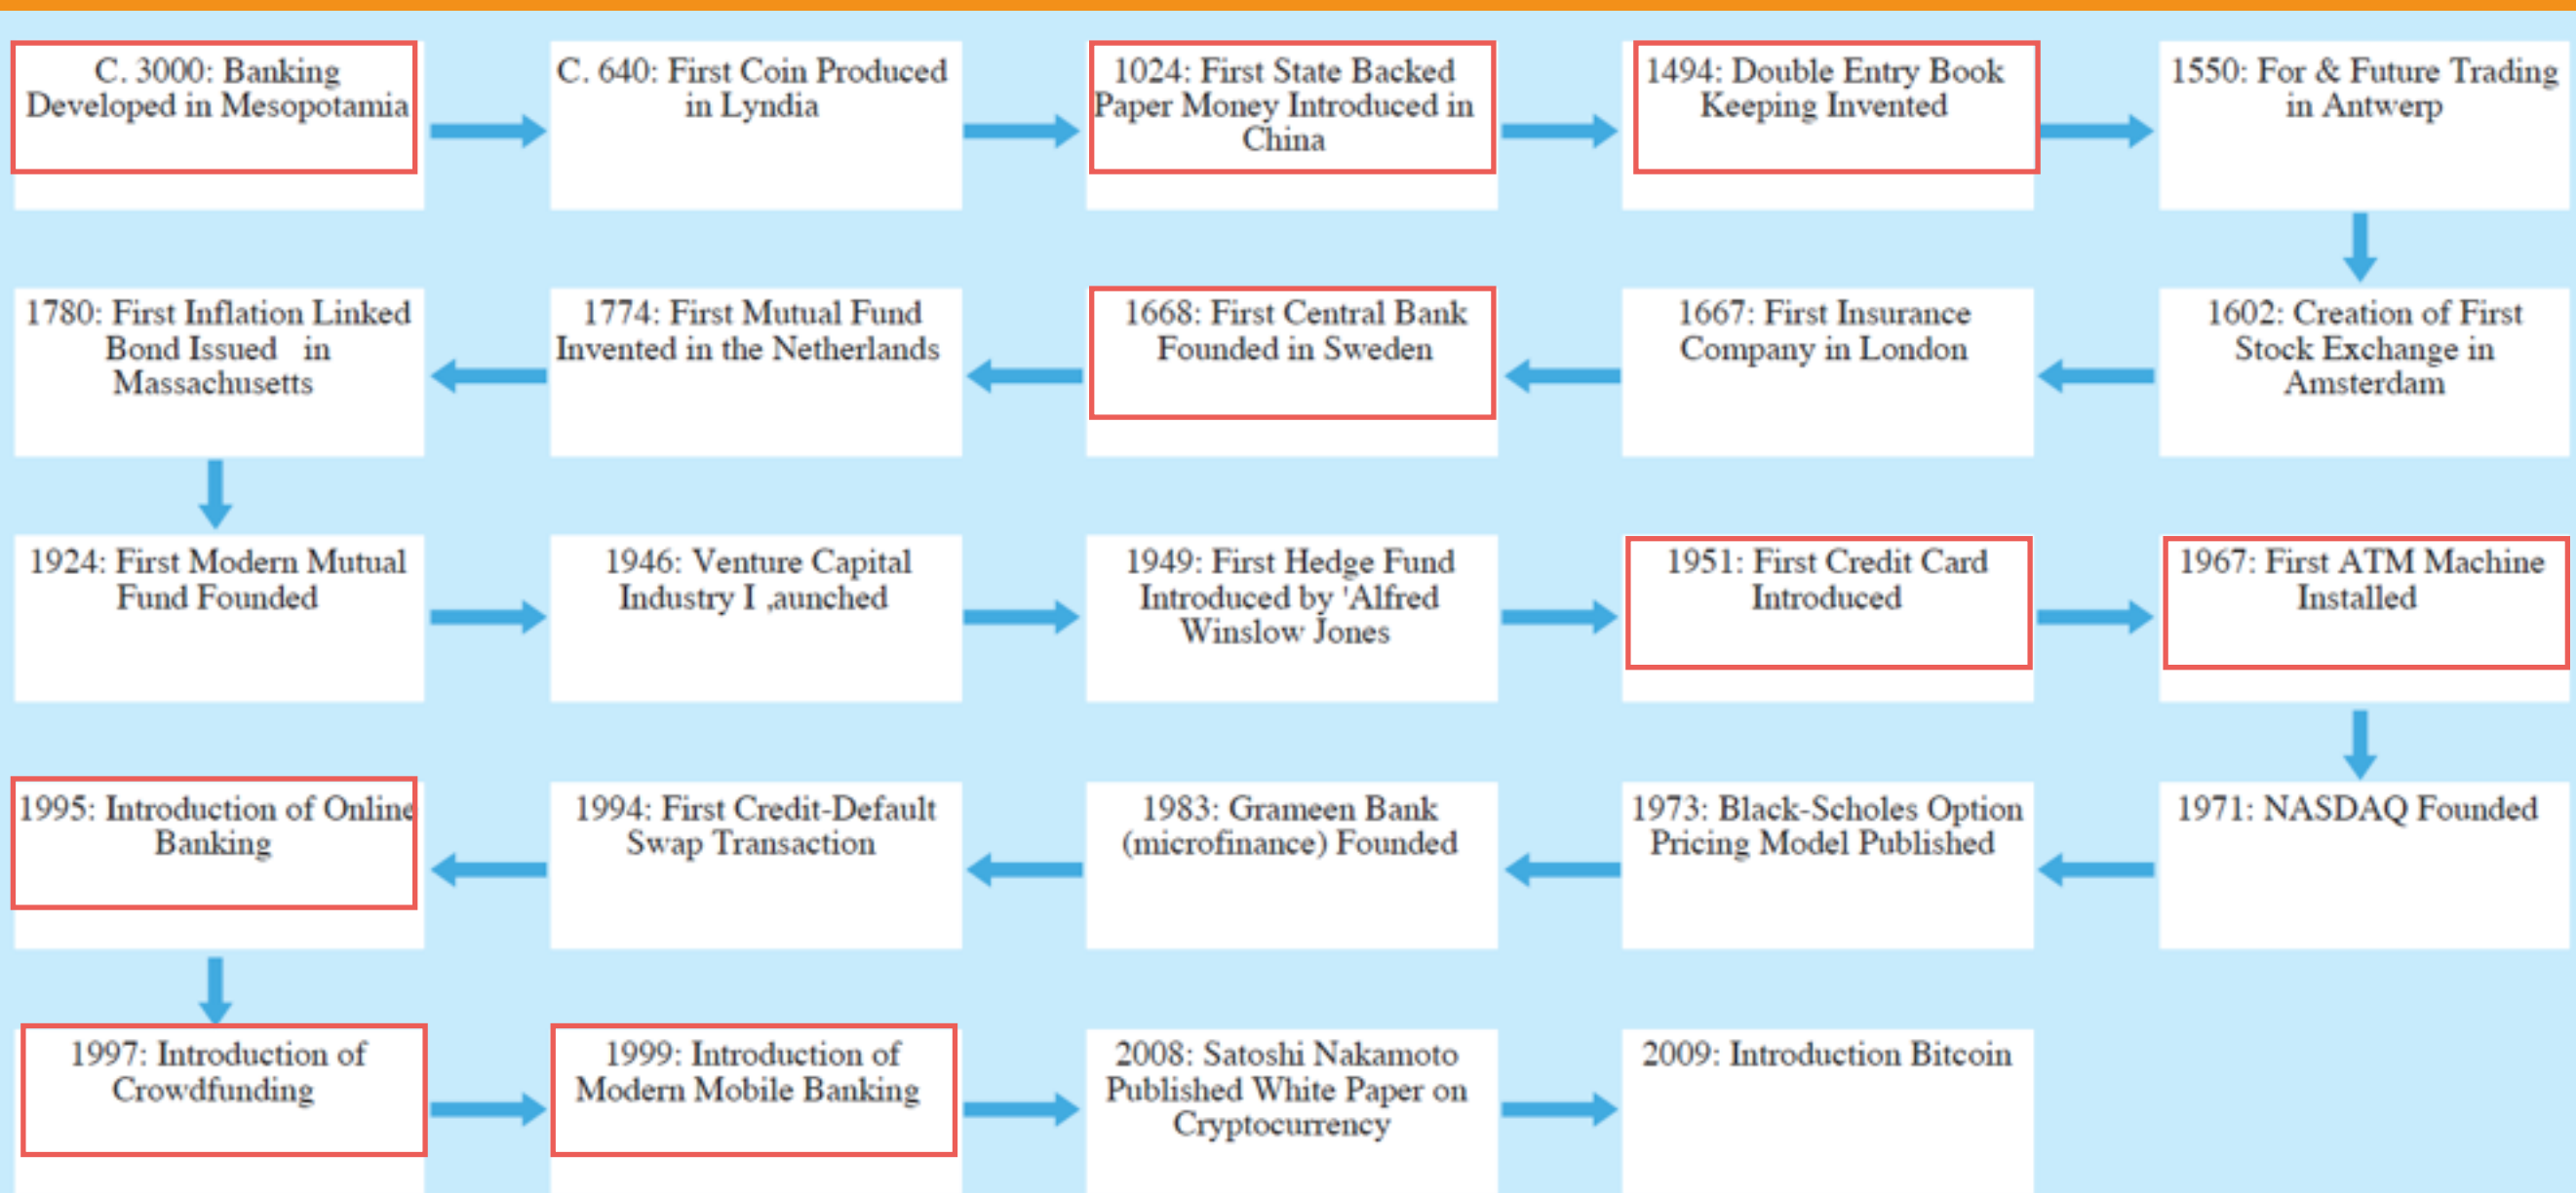 C. 3000: Banking
Developed in Mesopotamia
C. 640: First Coin Produced
in Lyndia
1024: First State Backed
Paper Money Introduced in
China
1494: Double Entry Book
Keeping Invented
1550: For & Future Trading
in Antwerp
1602: Creation of First
Stock Exchange in
Amsterdam
1667: First Insurance
Company in London
1668: First Central Bank
Founded in Sweden
1774: First Mutual Fund
Invented in the Netherlands
1780: First Inflation Linked
Bond Issued in
Massachusetts
1924: First Modern Mutual
Fund Founded
1946: Venture Capital
Industry I ,aunched
1949: First Hedge Fund
Introduced by 'Alfred
Winslow Jones
1951: First Credit Card
Introduced
1967: First ATM Machine
Installed
1971: NASDAQ Founded
1973: Black-Scholes Option
Pricing Model Published
1983: Grameen Bank
(microfinance) Founded
1994: First Credit-Default
Swap Transaction
1995: Introduction of Online
Banking
1997: Introduction of
Crowdfunding
1999: Introduction of
Modern Mobile Banking
2008: Satoshi Nakamoto
Published White Paper on
Cryptocurrency
2009: Introduction Bitcoin